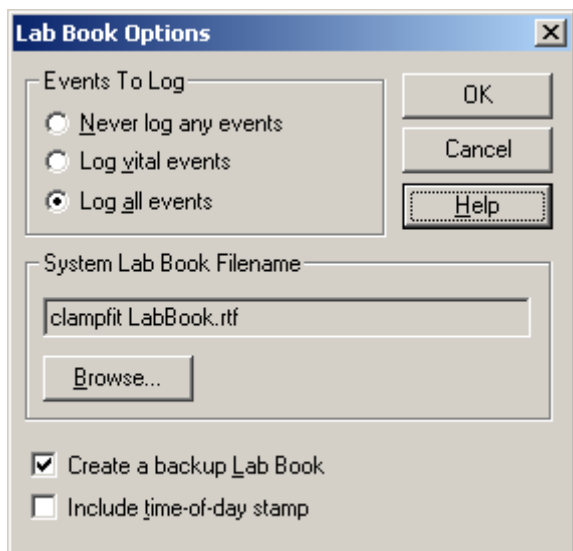 Lab Book Options
Events To Log
Never log any events
Log vital events
Log all events
OK
Cancel
Help
System Lab Book Filename
clampfit LabBook.rtf
Browse...
Create a backup Lab Book
Include time-of-day stamp